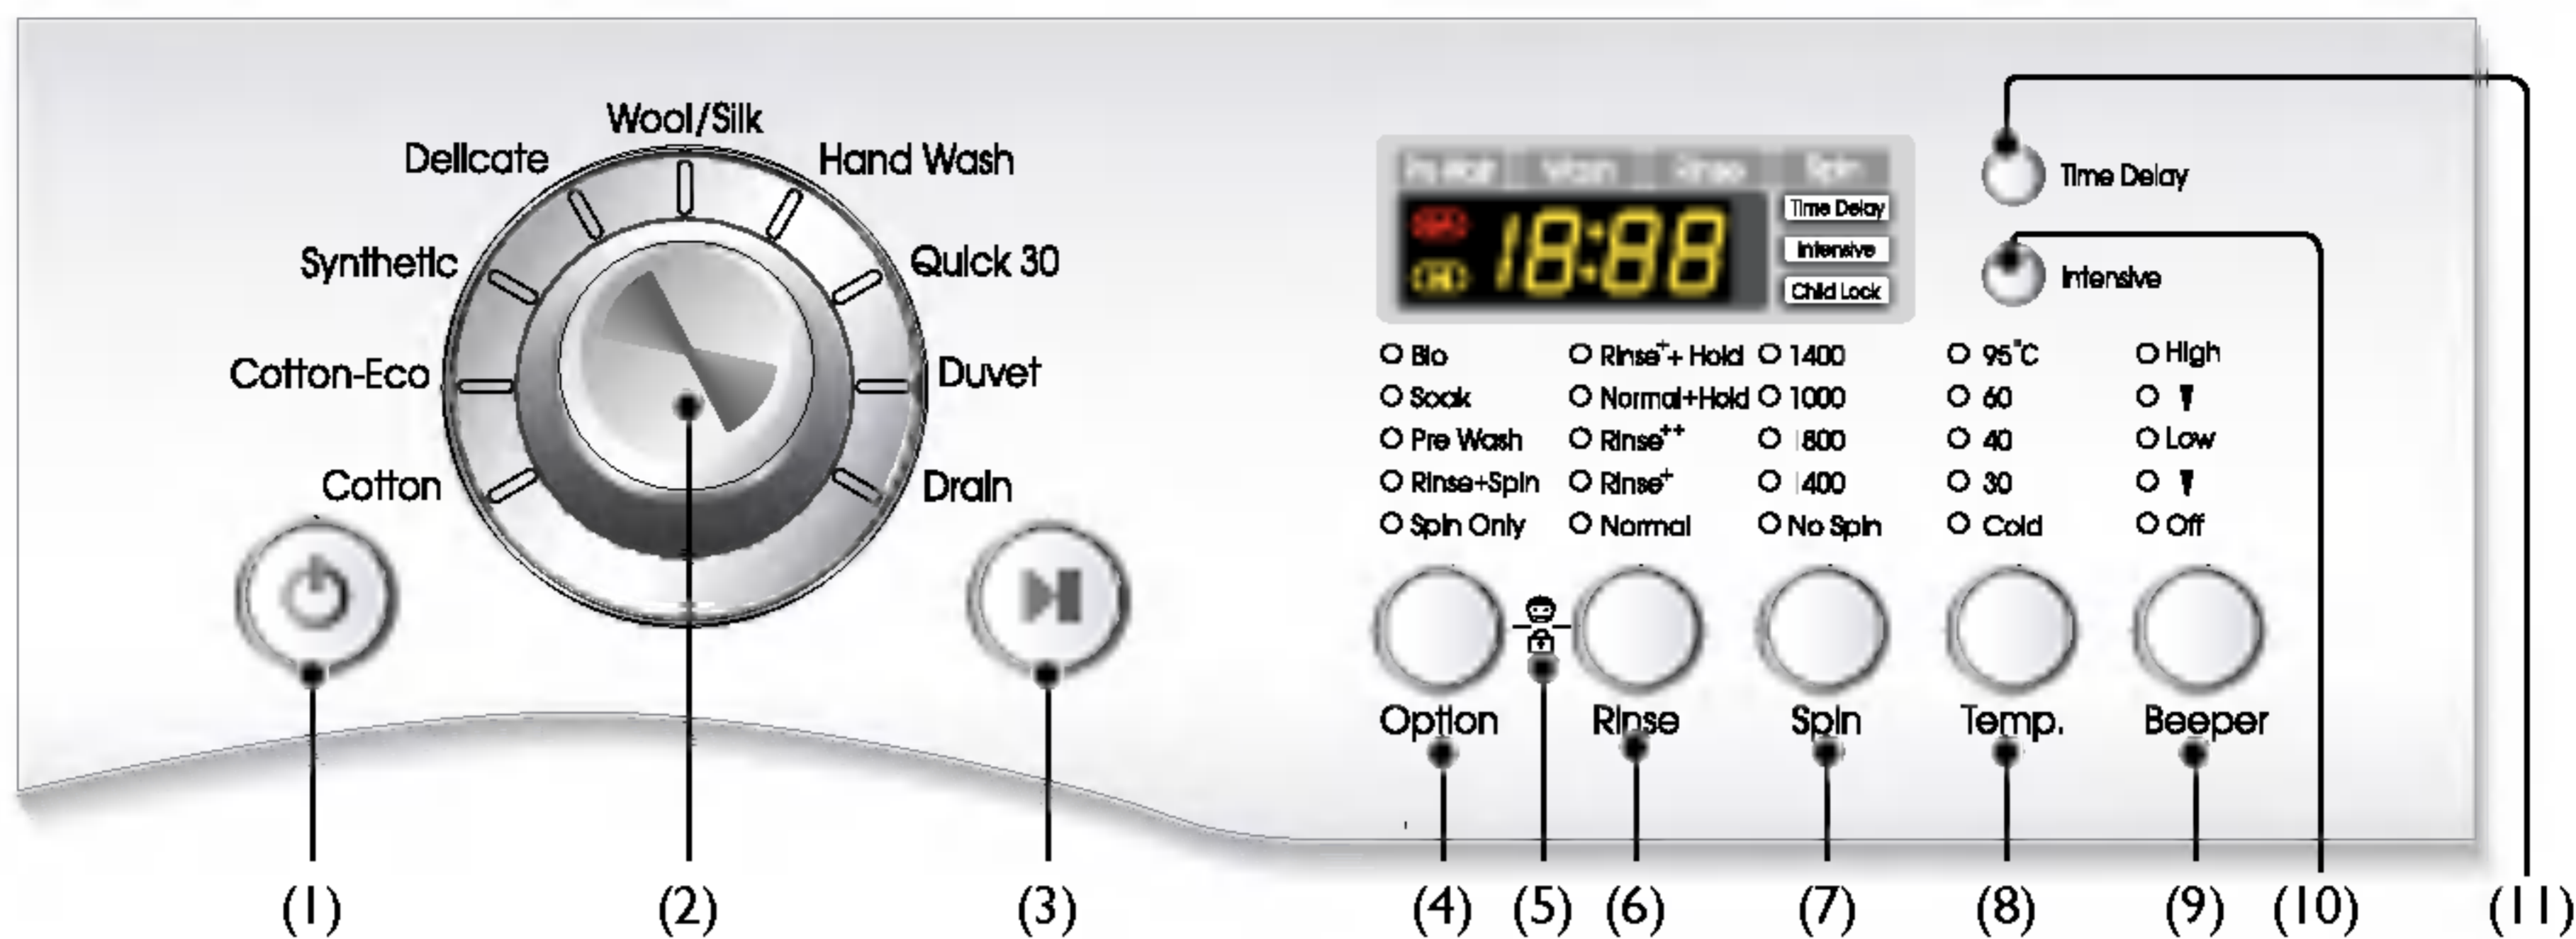 Wool/Silk
Delicate
Hand Wash
Synthetic
Quick 30
Cotton-Eco
Duvet
Cotton
Drain
Wash
Rinse
Spin
18:88
Time Delay
Intensive
Child Lock
Time Delay
Intensive
Bio
Soak
Pre Wash
Rinse+Spin
Spin Only
Option
Rinse⁺+ Hold
Normal+Hold
Rinse⁺⁺
Rinse⁺
Normal
Rinse
1400
1000
800
400
No Spin
Spin
95°C
60
40
30
Cold
Temp.
High
Low
Off
Beeper
(1) (2) (3) (4) (5) (6) (7) (8) (9) (10) (11)